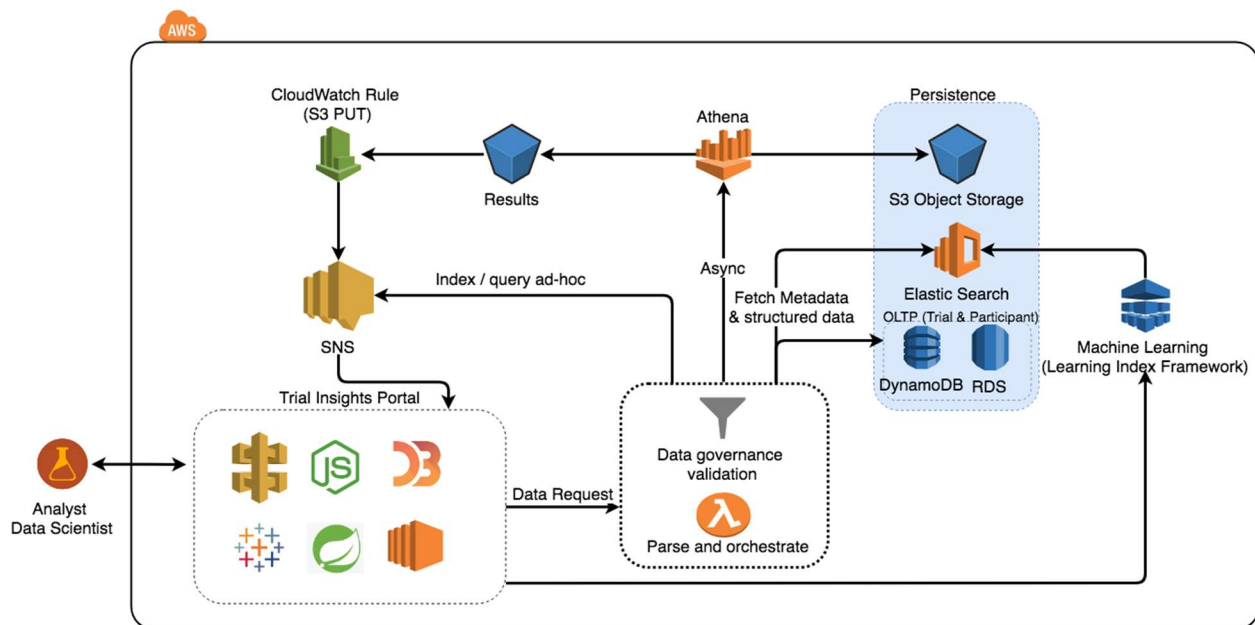 AWS
CloudWatch Rule
(S3 PUT)
Athena
Persistence
Results
S3 Object Storage
Async
Index / query ad-hoc
Fetch Metadata
& structured data
Elastic Search
OLTP (Trial & Participant)
DynamoDB
RDS
Machine Learning
(Learning Index Framework)
SNS
Trial Insights Portal
JS
D3
Analyst
Data Scientist
Data Request
Data governance
validation
λ
Parse and orchestrate